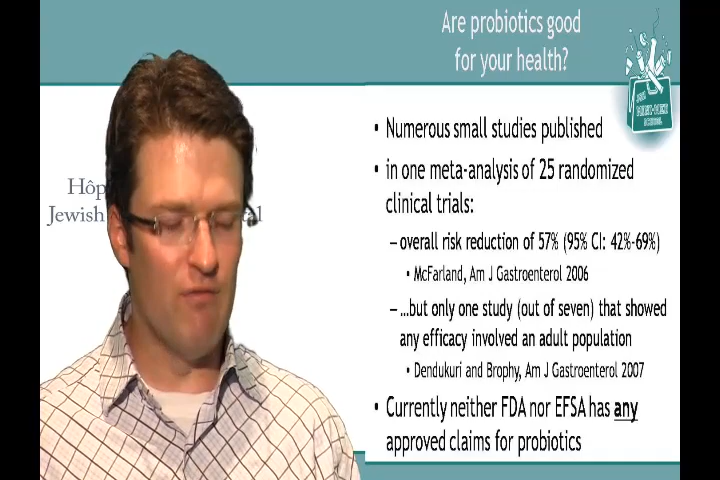 Are probiotics good
for your health?
Hôp
Jewish
tal
• Numerous small studies published
• in one meta-analysis of 25 randomized
clinical trials:
– overall risk reduction of 57% (95% CI: 42%-69%)
• McFarland, Am J Gastroenterol 2006
– ...but only one study (out of seven) that showed
any efficacy involved an adult population
• Dendukuri and Brophy, Am J Gastroenterol 2007
• Currently neither FDA nor EFSA has any
approved claims for probiotics